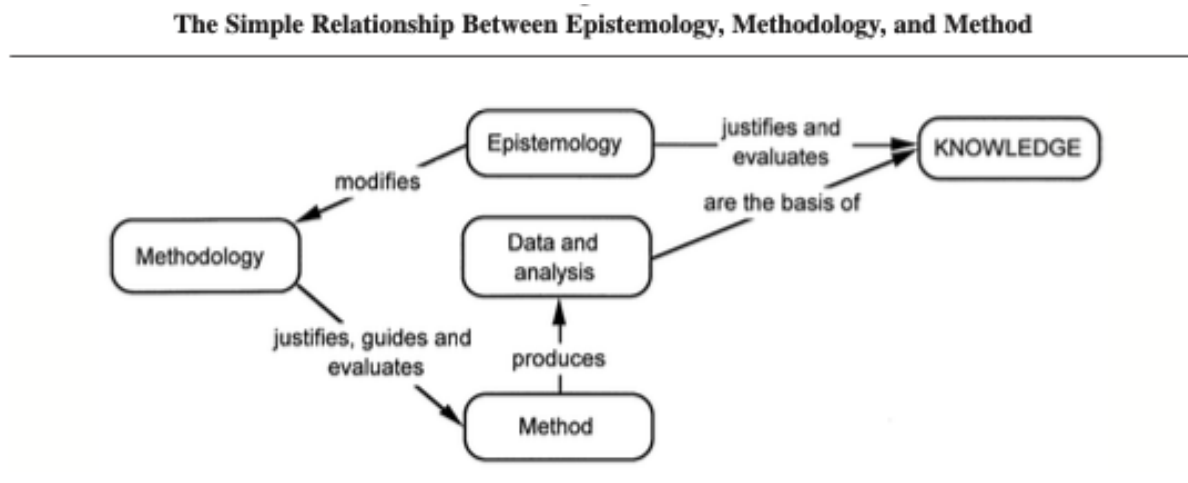 The Simple Relationship Between Epistemology, Methodology, and Method
Epistemology
justifies and
evaluates
KNOWLEDGE
modifies
are the basis of
Methodology
Data and
analysis
justifies, guides and
evaluates
produces
Method